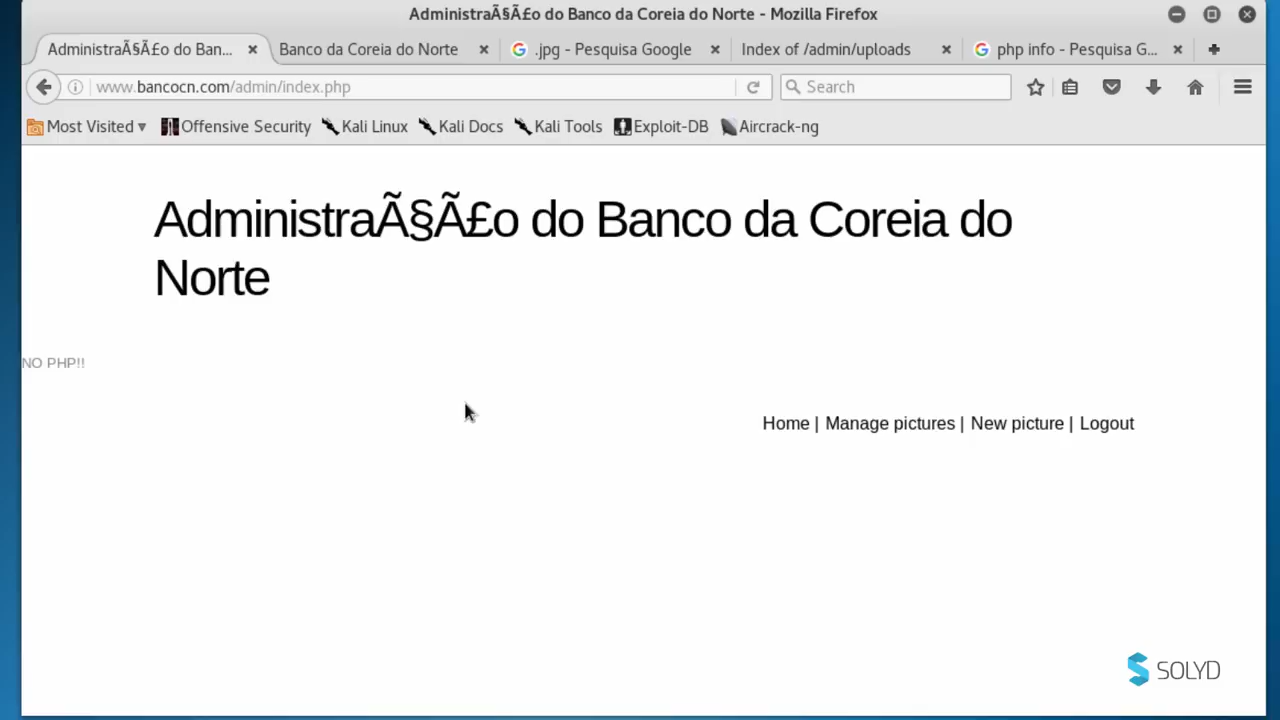 AdministraÃ§Ã£o do Banco da Coreia do Norte - Mozilla Firefox
AdministraÃ§Ã£o do Ban...
Banco da Coreia do Norte
.jpg - Pesquisa Google
Index of /admin/uploads
php info - Pesquisa G...
www.bancocn.com/admin/index.php
Search
Most Visited
Offensive Security
Kali Linux
Kali Docs
Kali Tools
Exploit-DB
Aircrack-ng
AdministraÃ§Ã£o do Banco da Coreia do
Norte
NO PHP!!
Home | Manage pictures | New picture | Logout
SOLYD